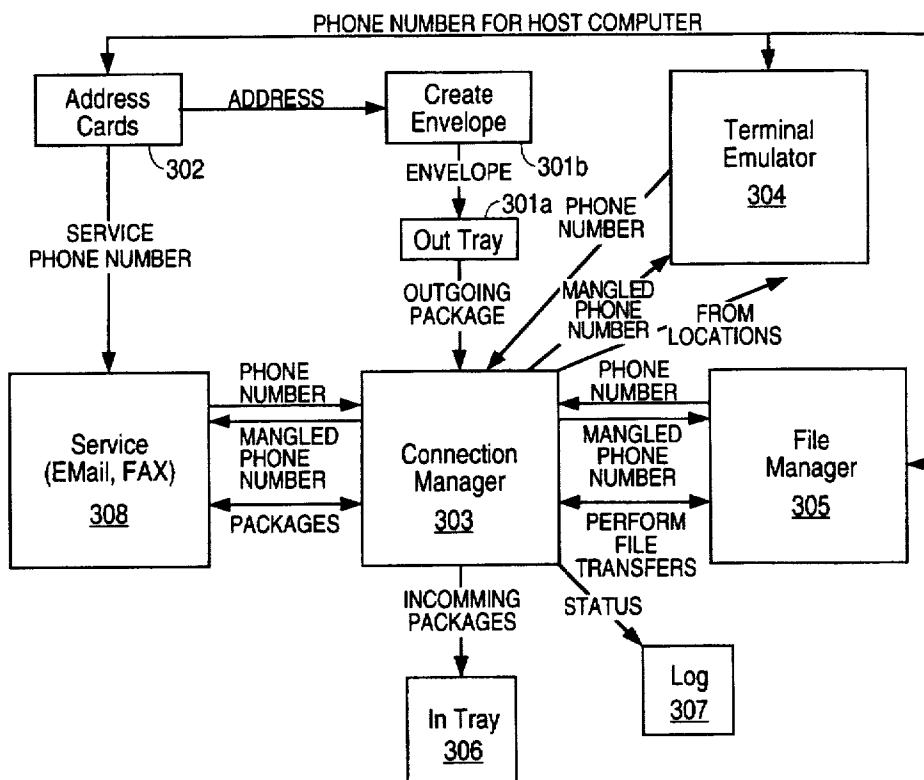 PHONE NUMBER FOR HOST COMPUTER
Address
Cards
302
ADDRESS
Create
Envelope
301b
ENVELOPE
301a
Out Tray
Terminal
Emulator
304
SERVICE
PHONE NUMBER
OUTGOING
PACKAGE
PHONE
NUMBER
MANGLED
PHONE
NUMBER
FROM
LOCATIONS
Service
(EMail, FAX)
308
PHONE
NUMBER
MANGLED
PHONE
NUMBER
PACKAGES
Connection
Manager
303
PHONE
NUMBER
MANGLED
PHONE
NUMBER
PERFORM
FILE
TRANSFERS
File
Manager
305
INCOMMING
PACKAGES
STATUS
In Tray
306
Log
307